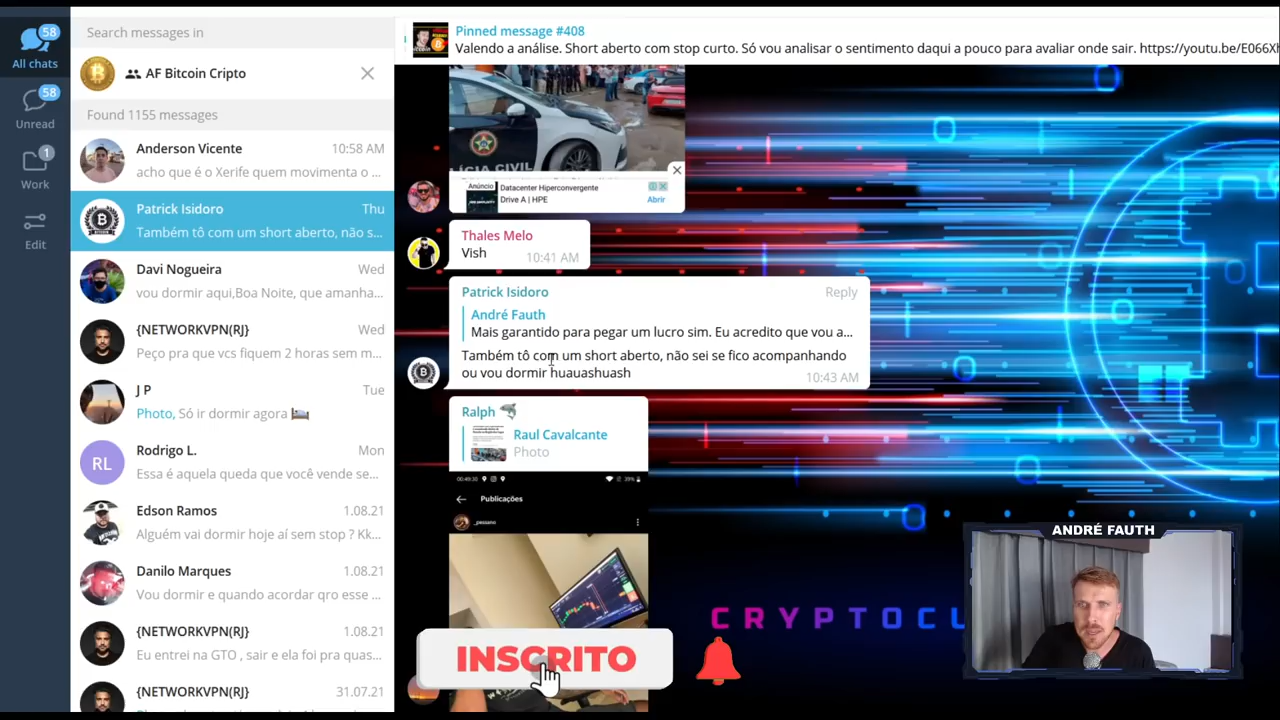 58
All chats
58
Unread
1
Work
Edit
Search messages in
AF Bitcoin Cripto
Found 1155 messages
Anderson Vicente 10:58 AM
acho que é o Xerife quem movimenta o ...
Patrick Isidoro Thu
Também tô com um short aberto, não s...
Davi Nogueira Wed
vou dormir aqui,Boa Noite, que amanha...
{NETWORKVPN(RJ} Wed
Peço pra que vcs fiquem 2 horas sem m...
J P Tue
Photo, Só ir dormir agora
RL
Rodrigo L. Mon
Essa é aquela queda que você vende se...
Edson Ramos 1.08.21
Alguém vai dormir hoje aí sem stop ? Kk...
Danilo Marques 1.08.21
Vou dormir e quando acordar qro esse ...
{NETWORKVPN(RJ} 1.08.21
Eu entrei na GTO , sair e ela foi pra quas...
{NETWORKVPN(RJ} 31.07.21
Pinned message #408
Valendo a análise. Short aberto com stop curto. Só vou analisar o sentimento daqui a pouco para avaliar onde sair. https://youtu.be/E066X
LÍCIA CIVIL
Anúncio
Datacenter Hiperconvergente
Drive A | HPE
Abrir
Thales Melo
Vish 10:41 AM
Patrick Isidoro Reply
André Fauth
Mais garantido para pegar um lucro sim. Eu acredito que vou a...
Também tô com um short aberto, não sei se fico acompanhando
ou vou dormir huauashuash 10:43 AM
Ralph
Raul Cavalcante
Photo
00:49:30 39%
Publicações
INSCRITO
CRYPTOCL
ANDRÉ FAUTH